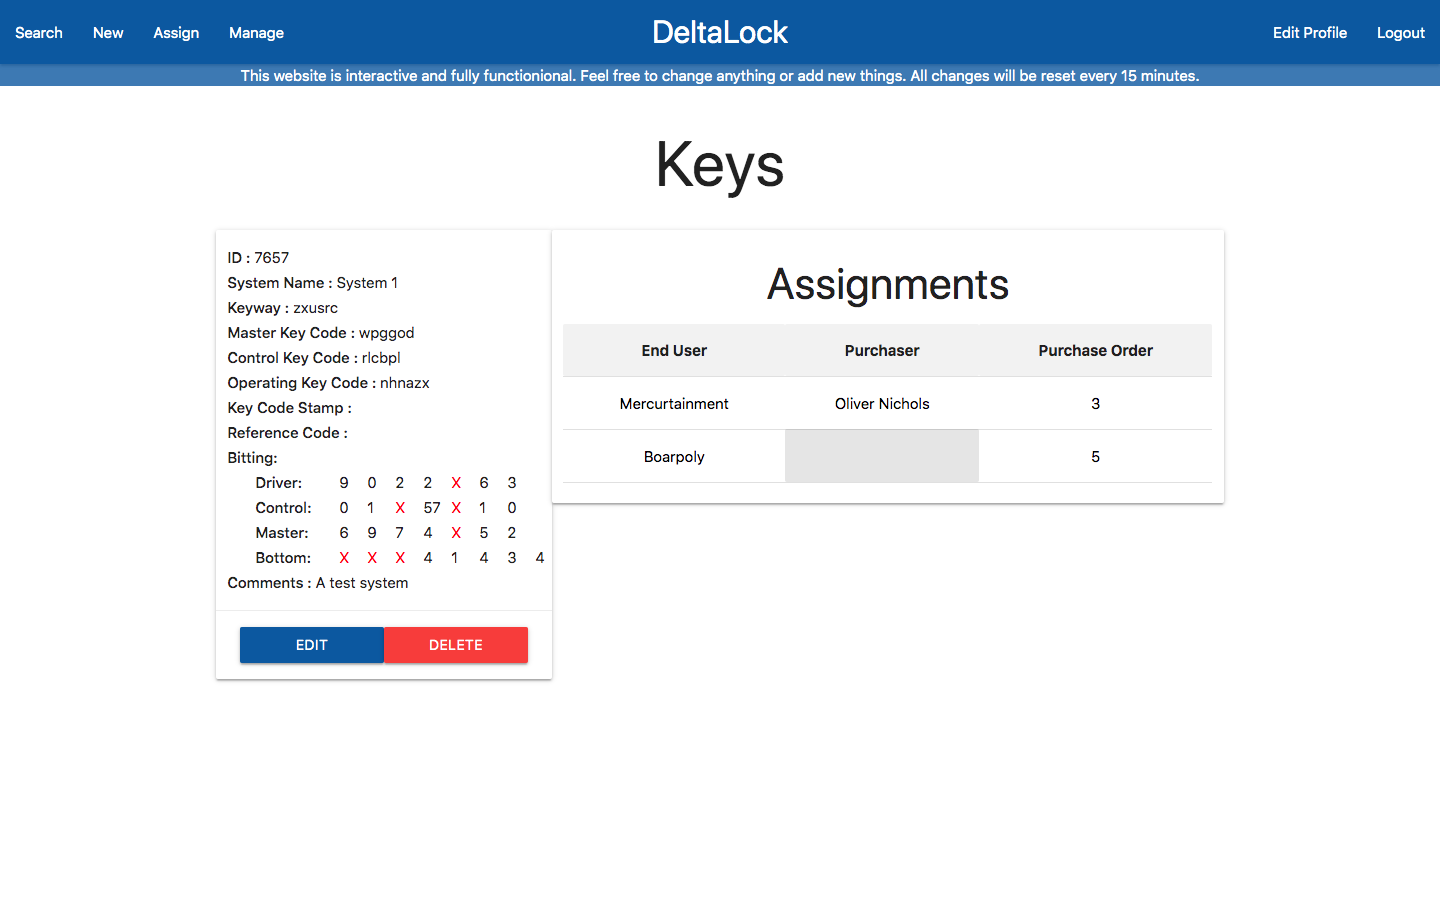 Search New Assign Manage DeltaLock Edit Profile Logout
This website is interactive and fully functionional. Feel free to change anything or add new things. All changes will be reset every 15 minutes.
Keys
ID : 7657
System Name : System 1
Keyway : zxusrc
Master Key Code : wpggod
Control Key Code : rlcbpl
Operating Key Code : nhnazx
Key Code Stamp :
Reference Code :
Bitting:
Driver: 9 0 2 2 X 6 3
Control: 0 1 X 57 X 1 0
Master: 6 9 7 4 X 5 2
Bottom: X X X 4 1 4 3 4
Comments : A test system
EDIT DELETE
Assignments
End User Purchaser Purchase Order
Mercurtainment Oliver Nichols 3
Boarpoly 5